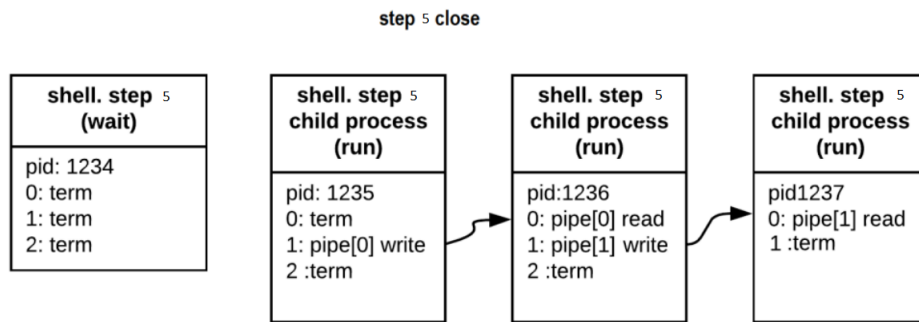 step 5 close
shell. step 5
(wait)
pid: 1234
0: term
1: term
2: term
shell. step 5
child process
(run)
pid: 1235
0: term
1: pipe[0] write
2 :term
shell. step 5
child process
(run)
pid:1236
0: pipe[0] read
1: pipe[1] write
2 :term
shell. step 5
child process
(run)
pid1237
0: pipe[1] read
1 :term